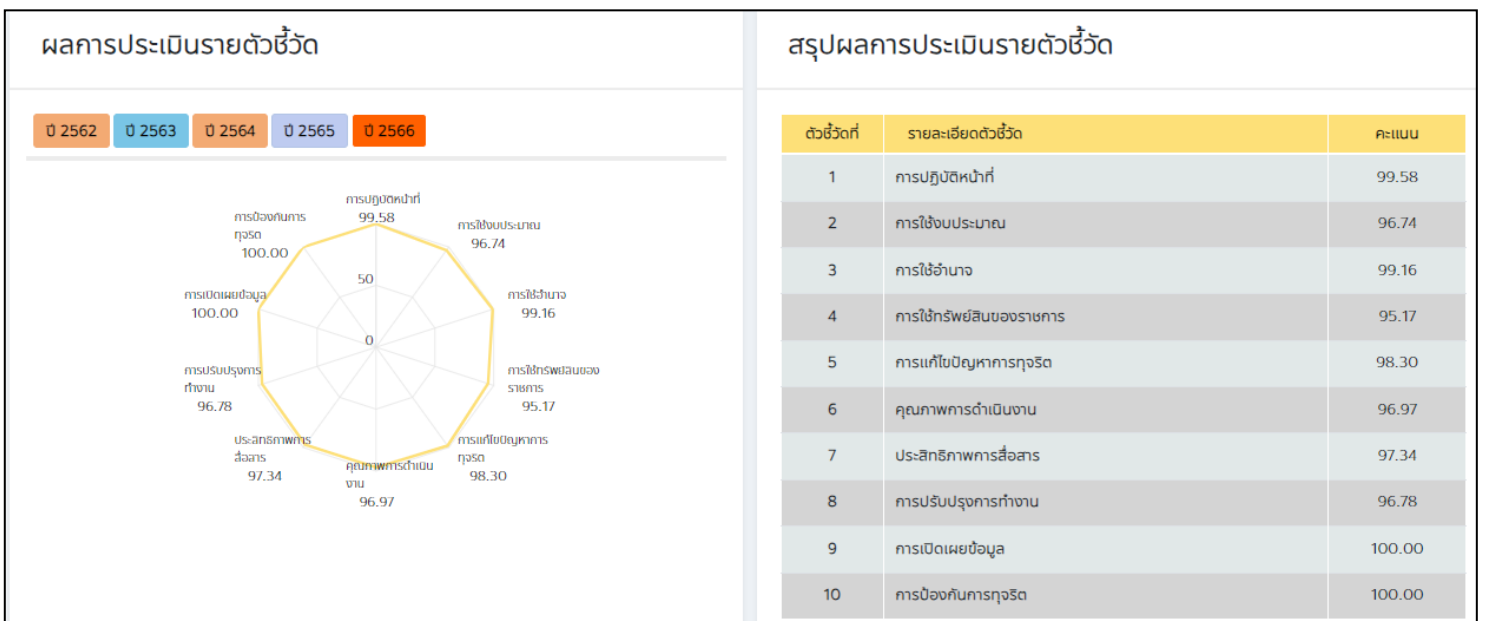 ผลการประเมินรายตัวชี้วัด
ปี 2562 ปี 2563 ปี 2564 ปี 2565 ปี 2566
การปฏิบัติหน้าที่
99.58
การใช้งบประมาณ
96.74
การใช้อำนาจ
99.16
การใช้ทรัพย์สินของ
ราชการ
95.17
การแก้ไขปัญหาการ
ทุจริต
98.30
คุณภาพการดำเนิน
งาน
96.97
ประสิทธิภาพการ
สื่อสาร
97.34
การปรับปรุงการ
ทำงาน
96.78
การเปิดเผยข้อมูล
100.00
การป้องกันการ
ทุจริต
100.00
50
0
สรุปผลการประเมินรายตัวชี้วัด
ตัวชี้วัดที่ รายละเอียดตัวชี้วัด คะแนน
1 การปฏิบัติหน้าที่ 99.58
2 การใช้งบประมาณ 96.74
3 การใช้อำนาจ 99.16
4 การใช้ทรัพย์สินของราชการ 95.17
5 การแก้ไขปัญหาการทุจริต 98.30
6 คุณภาพการดำเนินงาน 96.97
7 ประสิทธิภาพการสื่อสาร 97.34
8 การปรับปรุงการทำงาน 96.78
9 การเปิดเผยข้อมูล 100.00
10 การป้องกันการทุจริต 100.00